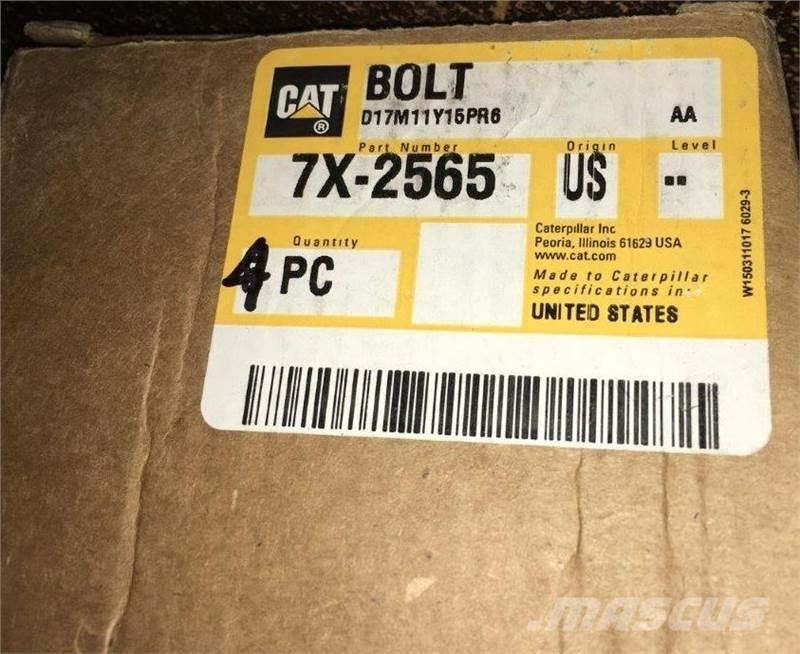 CAT®
BOLT
D17M11Y15PR6 AA
Part Number Origin Level
7X-2565 US --
Caterpillar Inc
Peoria, Illinois 61629 USA
www.cat.com
Quantity
PC
Made to Caterpillar
specifications in:
UNITED STATES
W150311017 6029-3
MASCUS